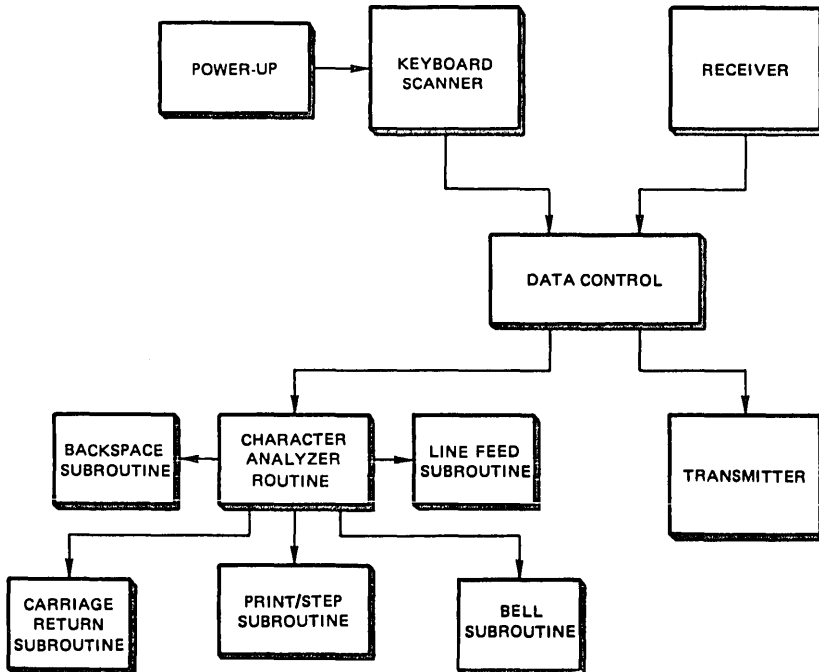 POWER-UP
KEYBOARD
SCANNER
RECEIVER
DATA CONTROL
BACKSPACE
SUBROUTINE
CHARACTER
ANALYZER
ROUTINE
LINE FEED
SUBROUTINE
TRANSMITTER
CARRIAGE
RETURN
SUBROUTINE
PRINT/STEP
SUBROUTINE
BELL
SUBROUTINE